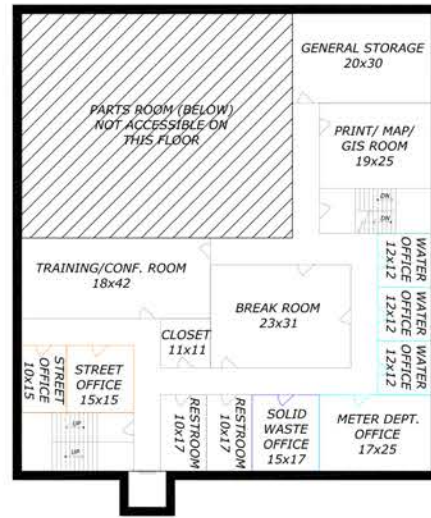 GENERAL STORAGE
20x30
PARTS ROOM (BELOW)
NOT ACCESSIBLE ON
THIS FLOOR
PRINT/ MAP/
GIS ROOM
19x25
DN
DN
TRAINING/CONF. ROOM
18x42
WATER
OFFICE
12x12
WATER
OFFICE
12x12
WATER
OFFICE
12x12
BREAK ROOM
23x31
CLOSET
11x11
STREET
OFFICE
10x15
STREET
OFFICE
15x15
RESTROOM
10x17
RESTROOM
10x17
SOLID
WASTE
OFFICE
15x17
METER DEPT.
OFFICE
17x25
UP
UP